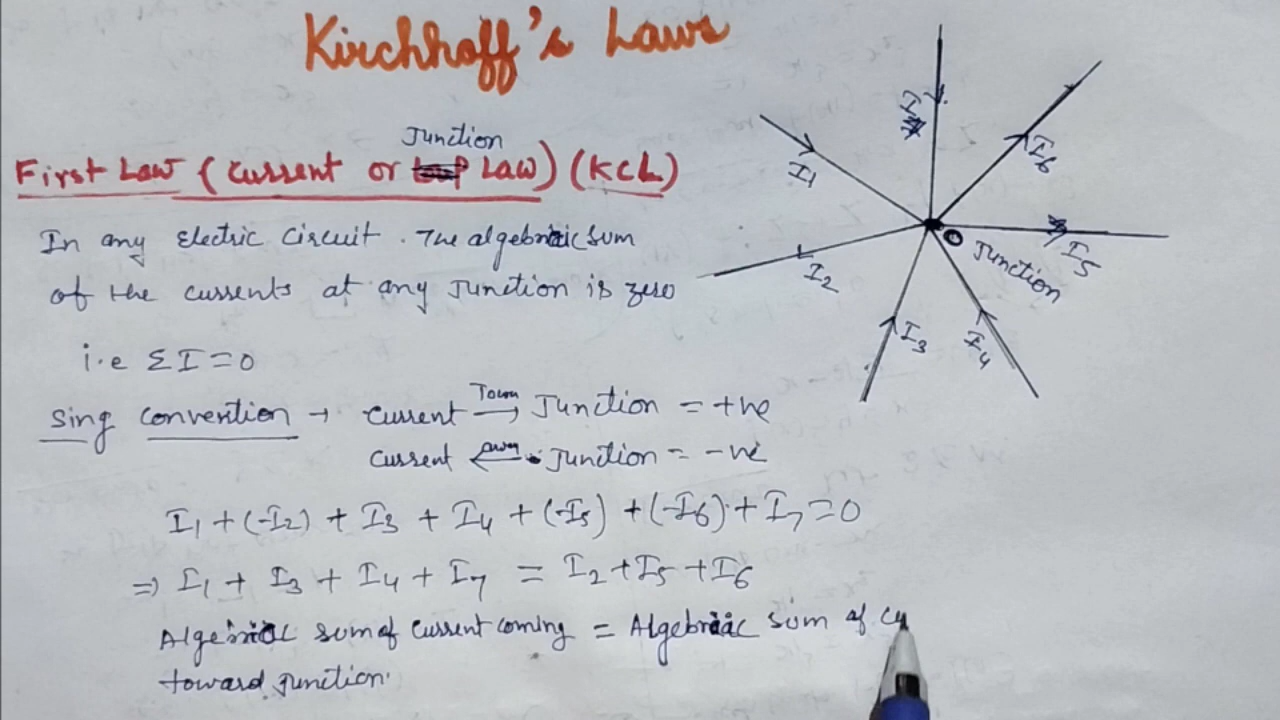 Kirchhoff's Laws
Junction
First Law (Current or Law) (KCL)
In any Electric Circuit. The algebraic sum
of the currents at any Junction is zero
i.e ΣI=0
Sing convention → Current → Junction = +ve
Current ← Junction = -ve
I1 + (-I2) + I3 + I4 + (-I5) + (-I6) + I7 = 0
⇒ I1 + I3 + I4 + I7 = I2 + I5 + I6
Algebraic sum of Current coming = Algebraic sum of cu
toward junction.
I1
I6
I2
O Junction
I5
I3
I4